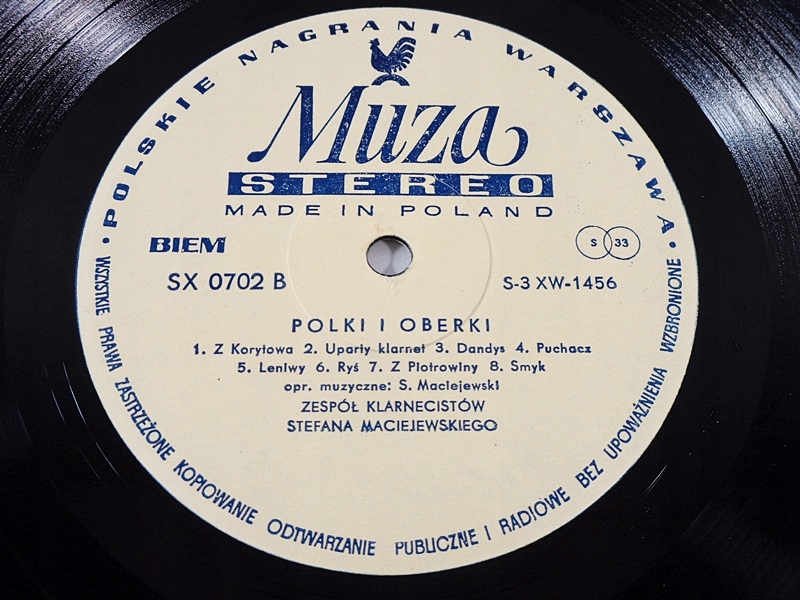 • POLSKIE NAGRANIA WARSZAWA •
Muza
STEREO
MADE IN POLAND
BIEM
S 33
SX 0702 B
S-3 XW-1456
POLKI I OBERKI
1. Z Korytowa 2. Uparty klarnet 3. Dandys 4. Puchacz
5. Leniwy 6. Ryś 7. Z Piotrowiny 8. Smyk
opr. muzyczne: S. Maciejewski
ZESPÓŁ KLARNECISTÓW
STEFANA MACIEJEWSKIEGO
WSZYSTKIE PRAWA ZASTRZEŻONE KOPIOWANIE ODTWARZANIE PUBLICZNE I RADIOWE BEZ UPOWAŻNIENIA WZBRONIONE